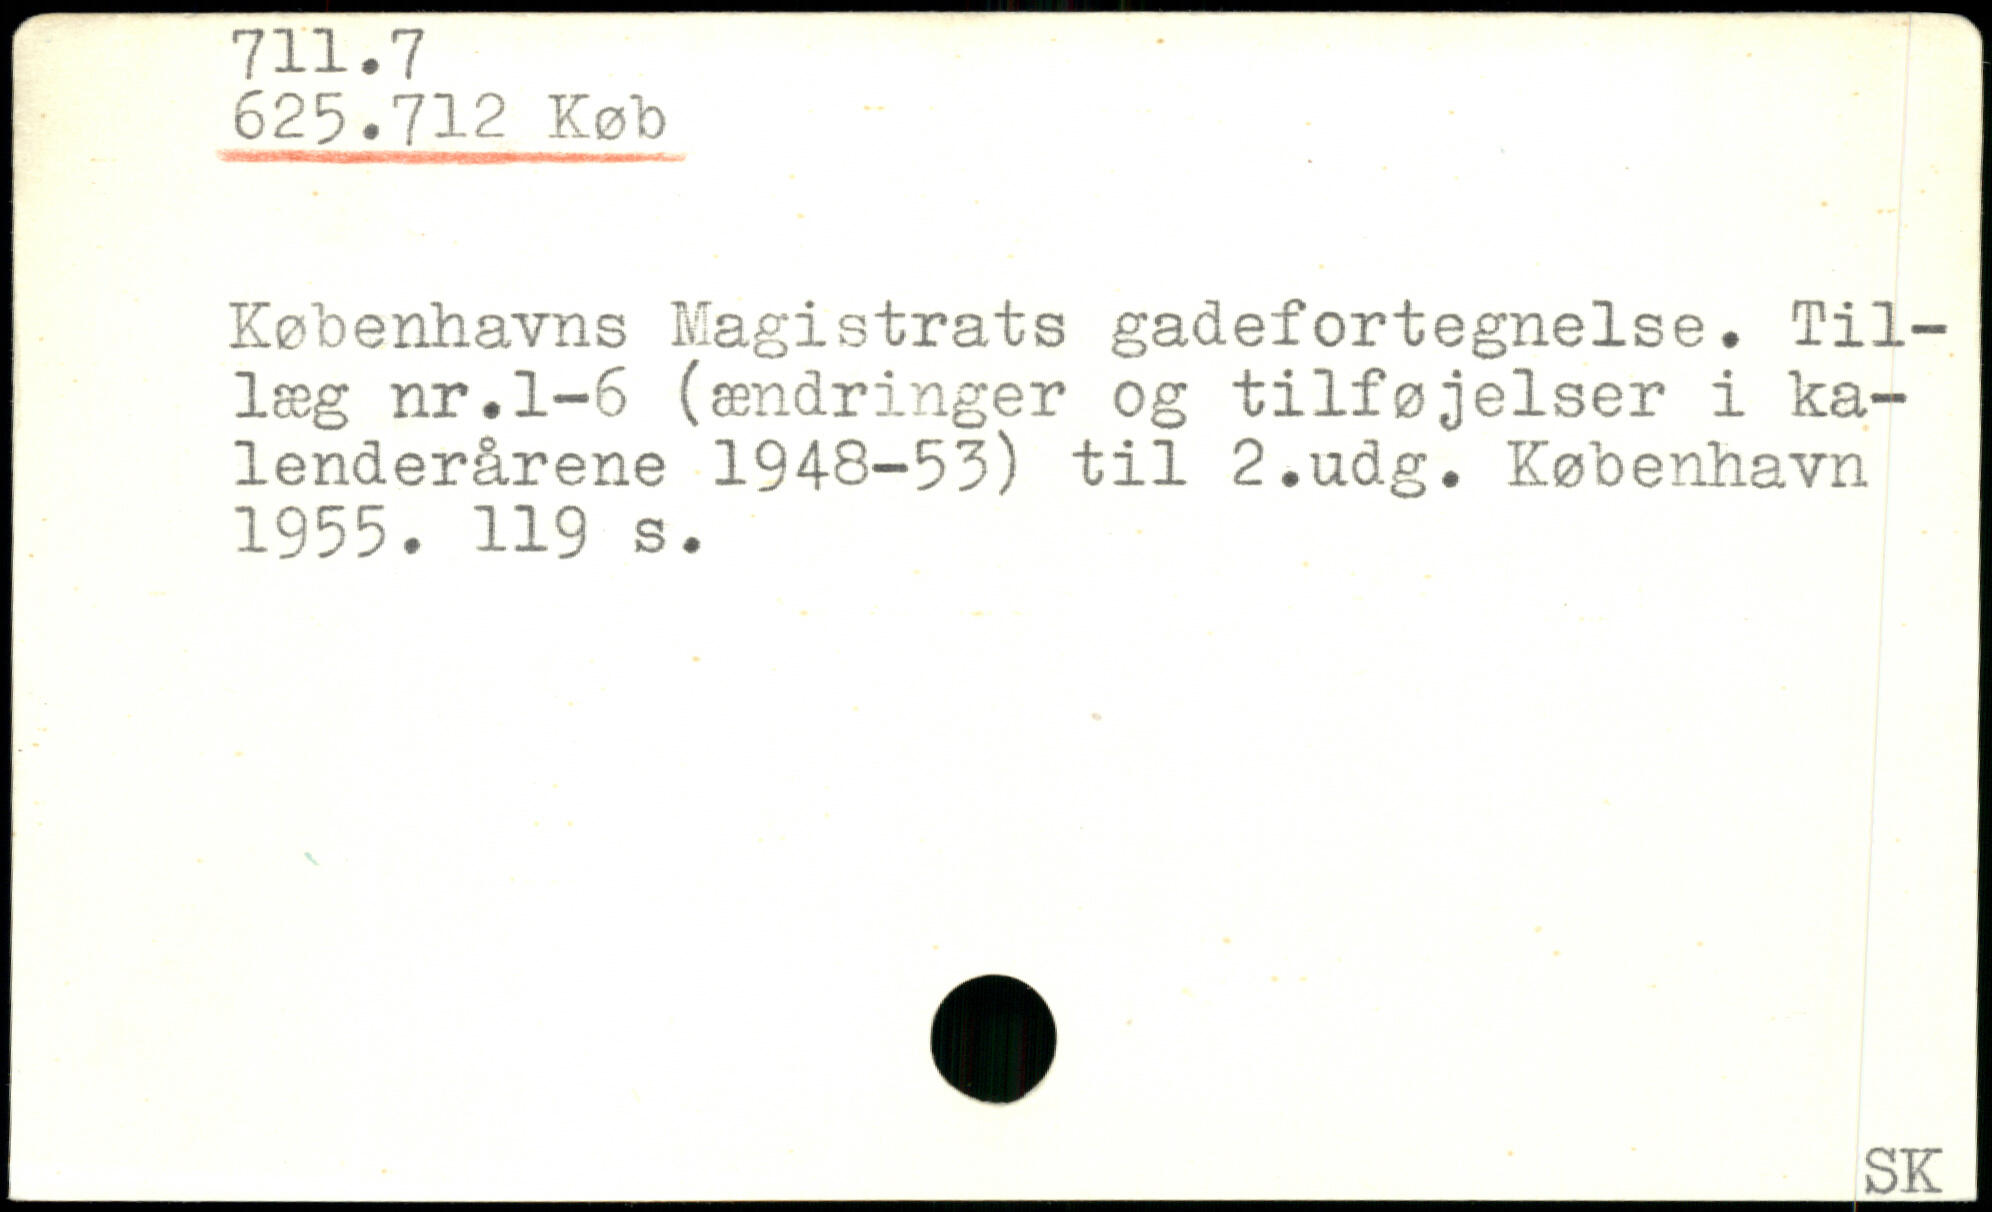 711.7
625.712 Køb
Københavns Magistrats gadefortegnelse. Til-
læg nr.1-6 (ændringer og tilføjelser i ka-
lenderårene 1948-53) til 2.udg. København
1955. 119 s.
SK